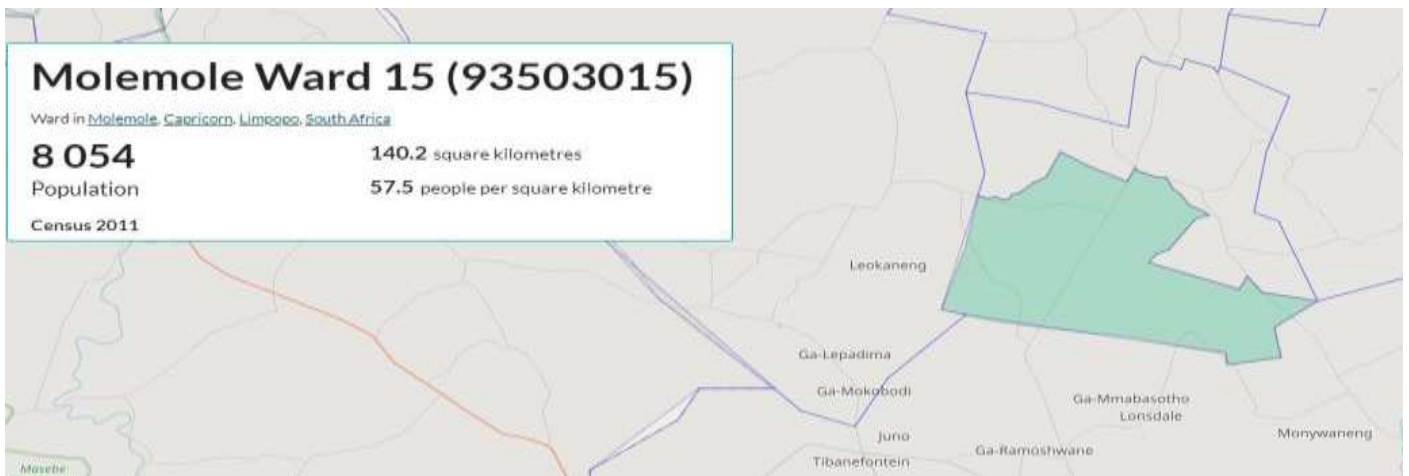 Molemole Ward 15 (93503015)
Ward in Molemole, Capricorn, Limpopo, South Africa
8 054
Population
140.2 square kilometres
57.5 people per square kilometre
Census 2011
Leokaneng
Ga-Lepadima
Ga-Mokobodi
Ga-Mmabasotho
Lonsdale
Juno
Monywaneng
Ga-Ramoshwane
Tibanefontein
Masebe